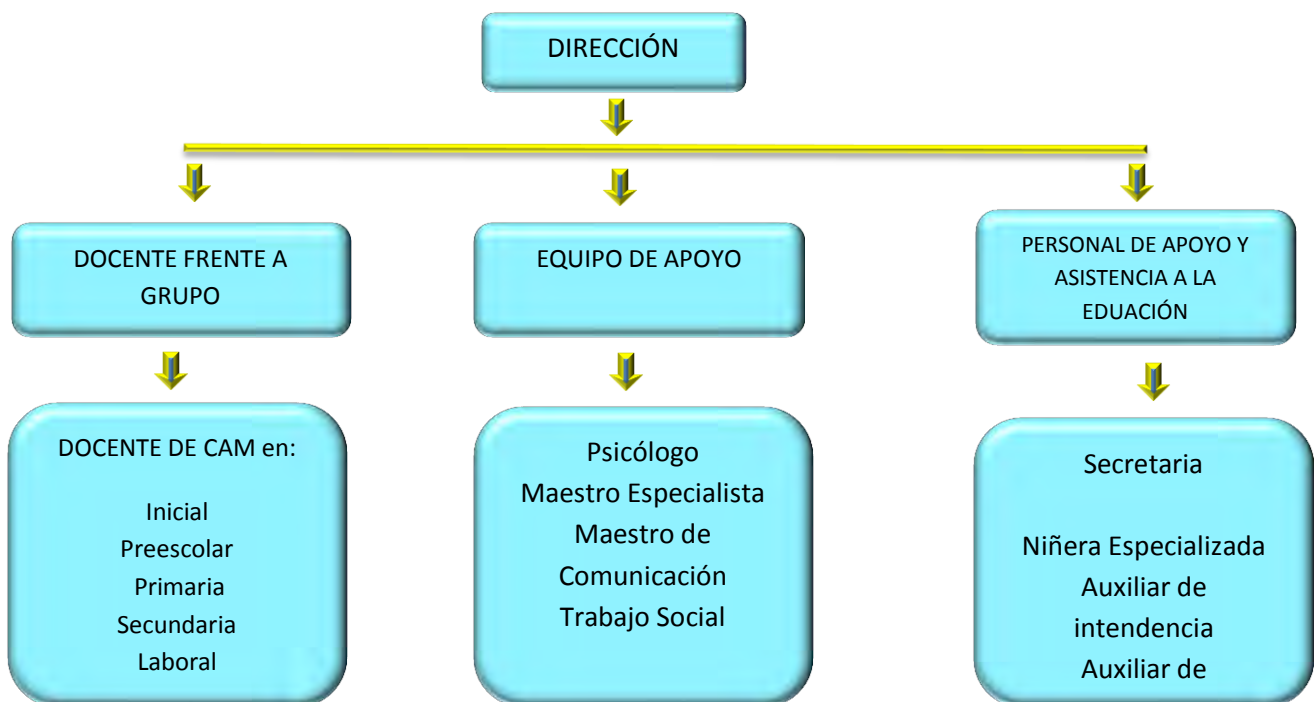 DIRECCIÓN
DOCENTE FRENTE A
GRUPO
EQUIPO DE APOYO
PERSONAL DE APOYO Y
ASISTENCIA A LA
EDUACIÓN
DOCENTE DE CAM en:
Inicial
Preescolar
Primaria
Secundaria
Laboral
Psicólogo
Maestro Especialista
Maestro de
Comunicación
Trabajo Social
Secretaria
Niñera Especializada
Auxiliar de
intendencia
Auxiliar de